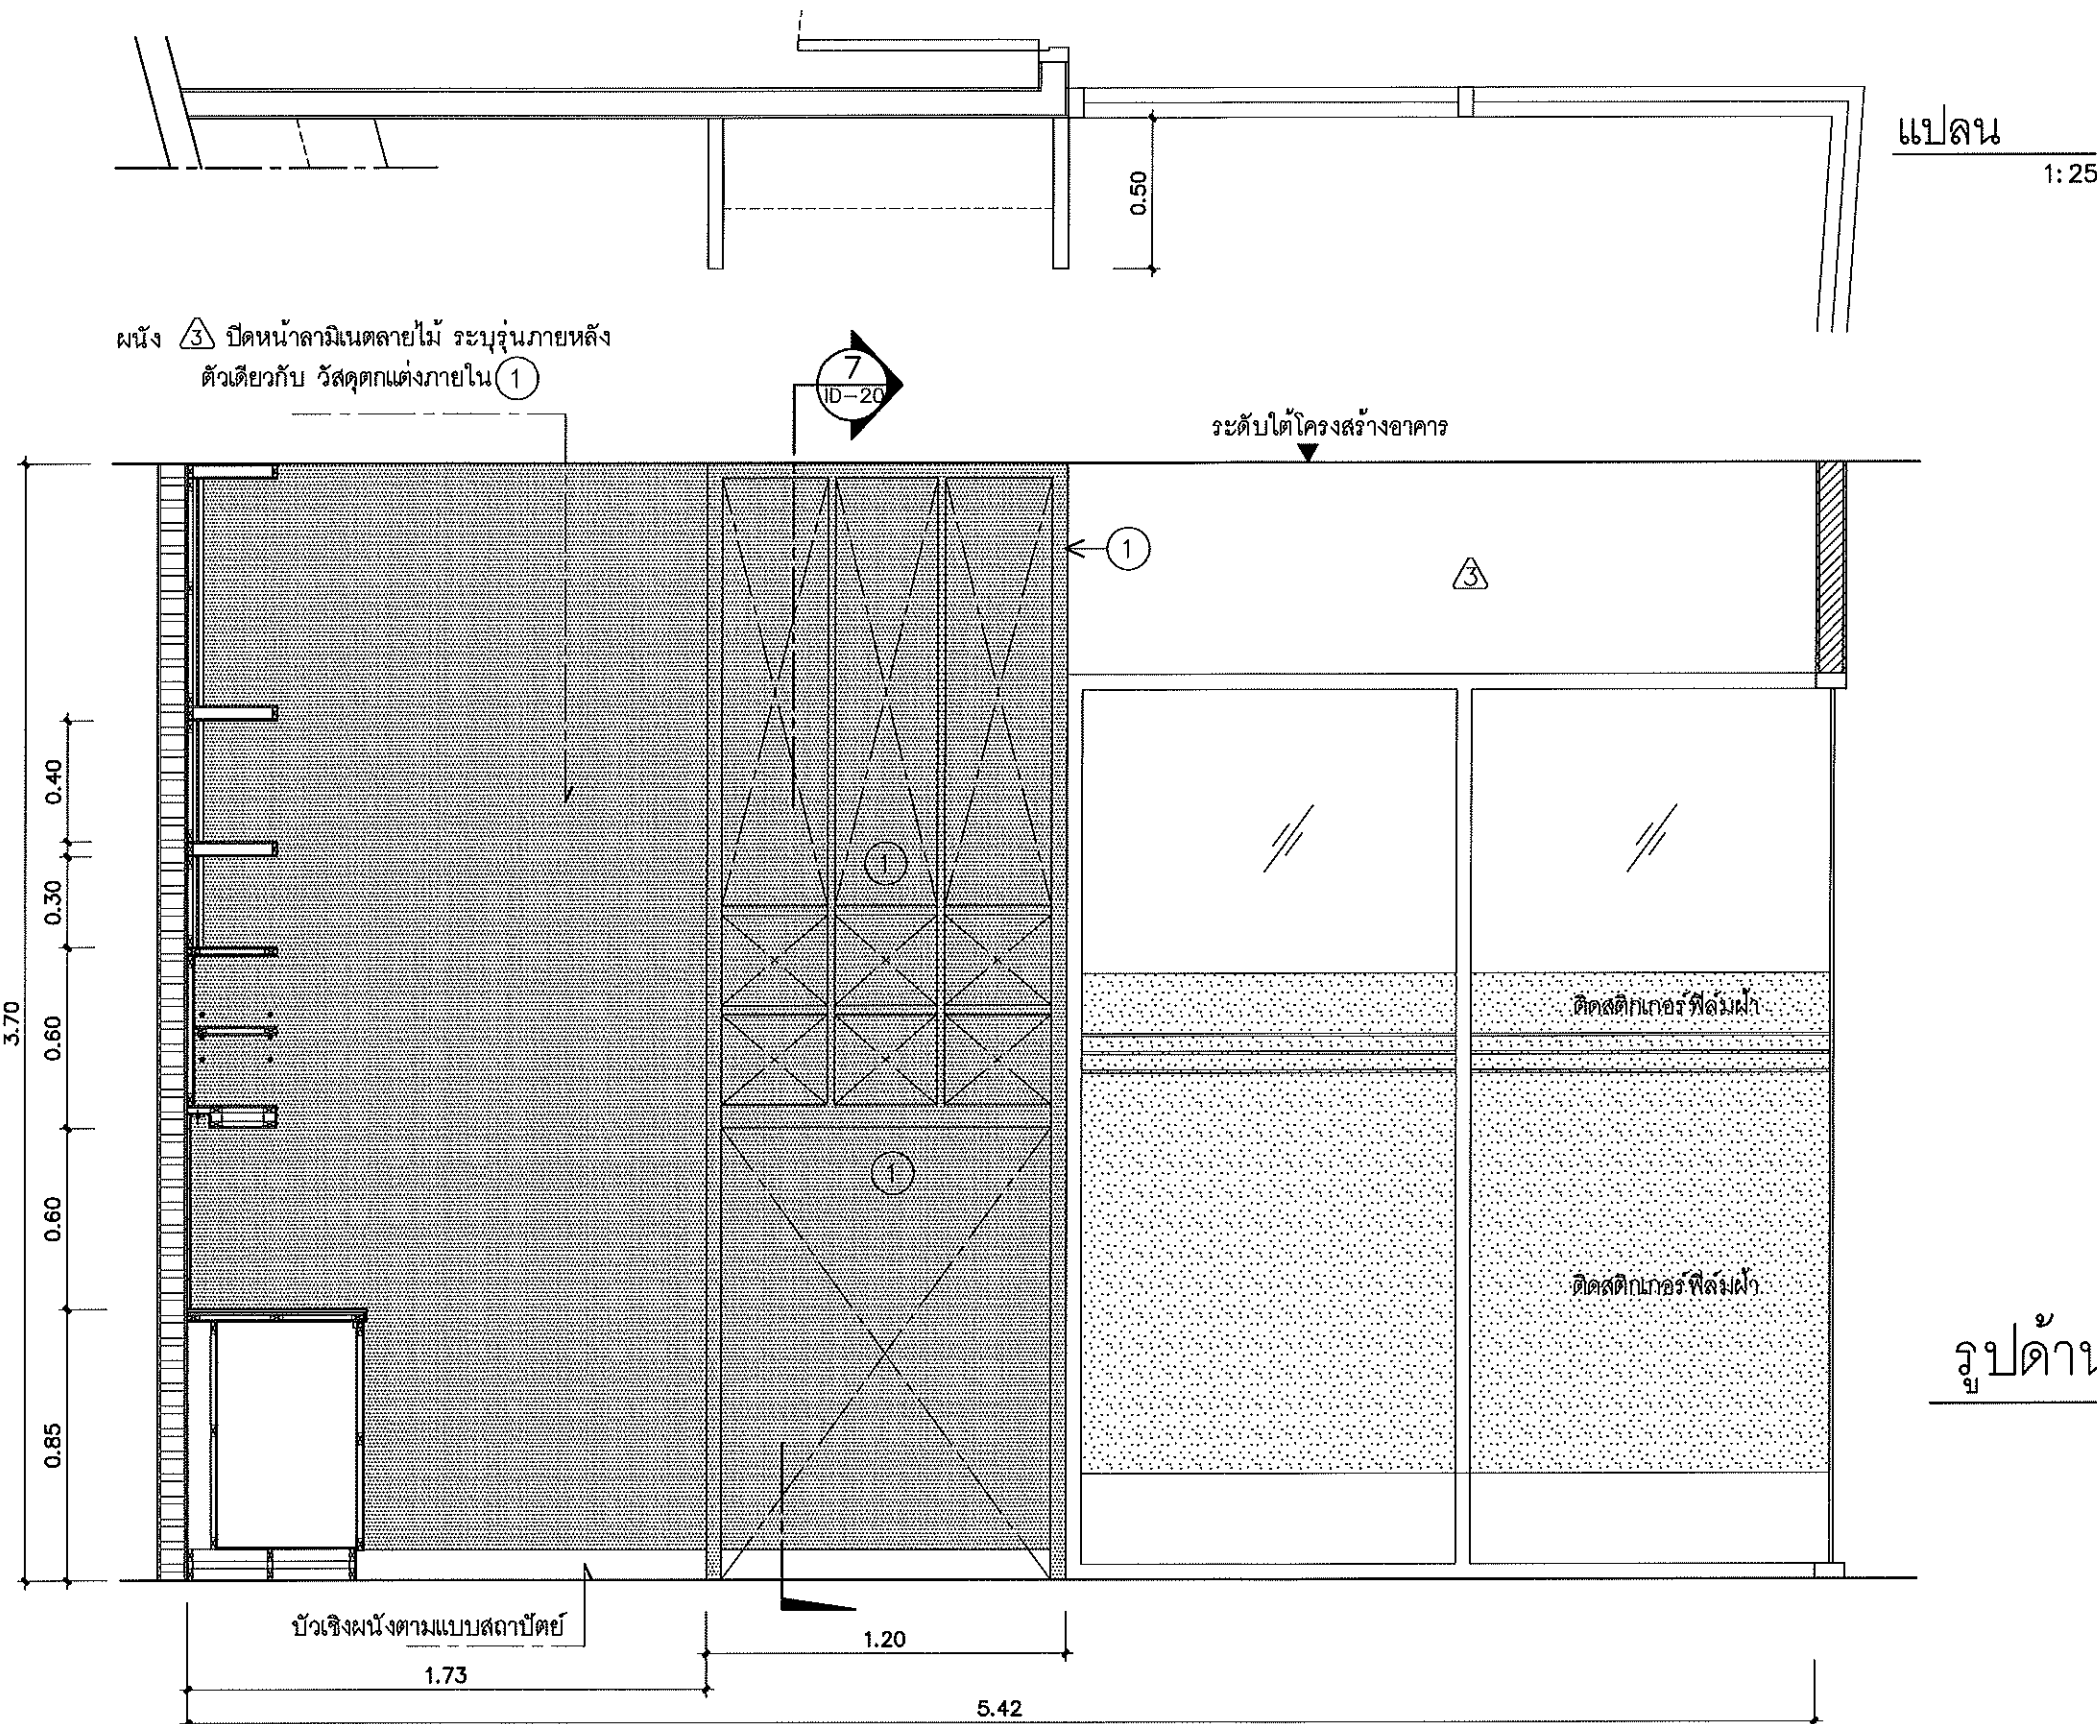 แปลน
1:25
0.50
ผนัง 3 ปิดหน้าลามิเนตลายไม้ ระบุรุ่นภายหลัง
ตัวเดียวกับ วัสดุตกแต่งภายใน 1
7
ID-20
ระดับใต้โครงสร้างอาคาร
1
3
0.40
1
0.30
3.70
0.60
ติดสติกเกอร์ฟิล์มฝ้า
1
0.60
ติดสติกเกอร์ฟิล์มฝ้า
รูปด้าน
0.85
บัวเชิงผนังตามแบบสถาปัตย์
1.20
1.73
5.42